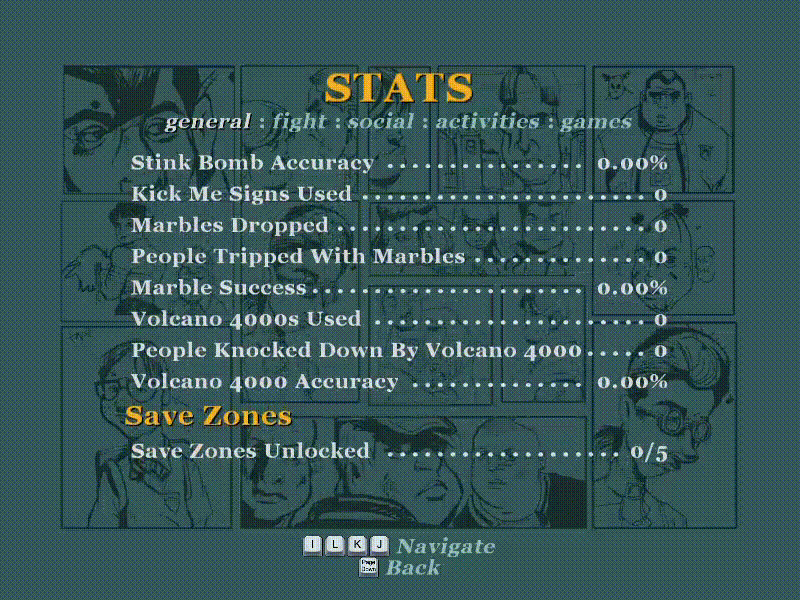 STATS
general : fight : social : activities : games
Stink Bomb Accuracy ................ 0.00%
Kick Me Signs Used ....................... 0
Marbles Dropped ......................... 0
People Tripped With Marbles .............. 0
Marble Success ...................... 0.00%
Volcano 4000s Used ...................... 0
People Knocked Down By Volcano 4000 ..... 0
Volcano 4000 Accuracy .............. 0.00%
Save Zones
Save Zones Unlocked ................... 0/5
I L K J Navigate
Page Down Back